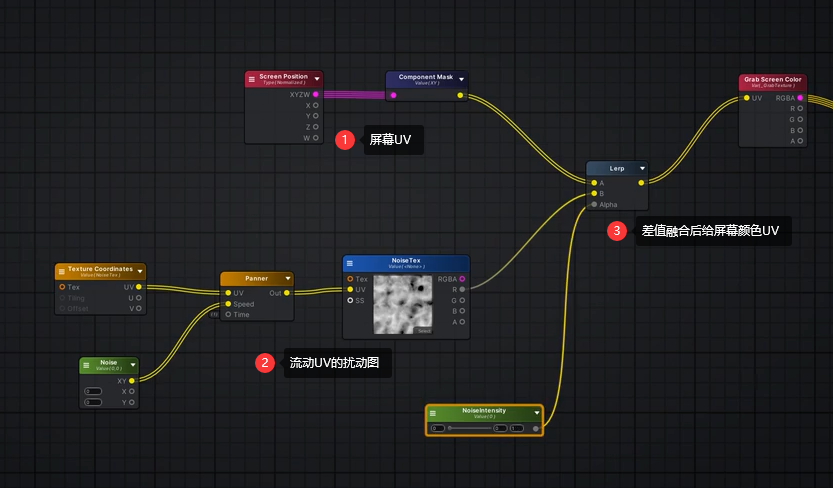 Screen Position
Type(Normalized)
XYZW
X
Y
Z
W
Component Mask
Value(XY)
Grab Screen Color
Var(_GrabTexture)
UV
RGBA
R
G
B
A
1
屏幕UV
Lerp
A
B
Alpha
3
差值融合后给屏幕颜色UV
Texture Coordinates
Value(NoiseTex)
Tex
UV
Tiling
U
Offset
V
Panner
UV
Out
Speed
Time
NoiseTex
Value(<None>)
Tex
RGBA
UV
R
SS
G
B
A
Select
Noise
Value(0,0)
XY
0
X
0
Y
2
流动UV的扰动图
NoiseIntensity
Value(0)
0
0
1